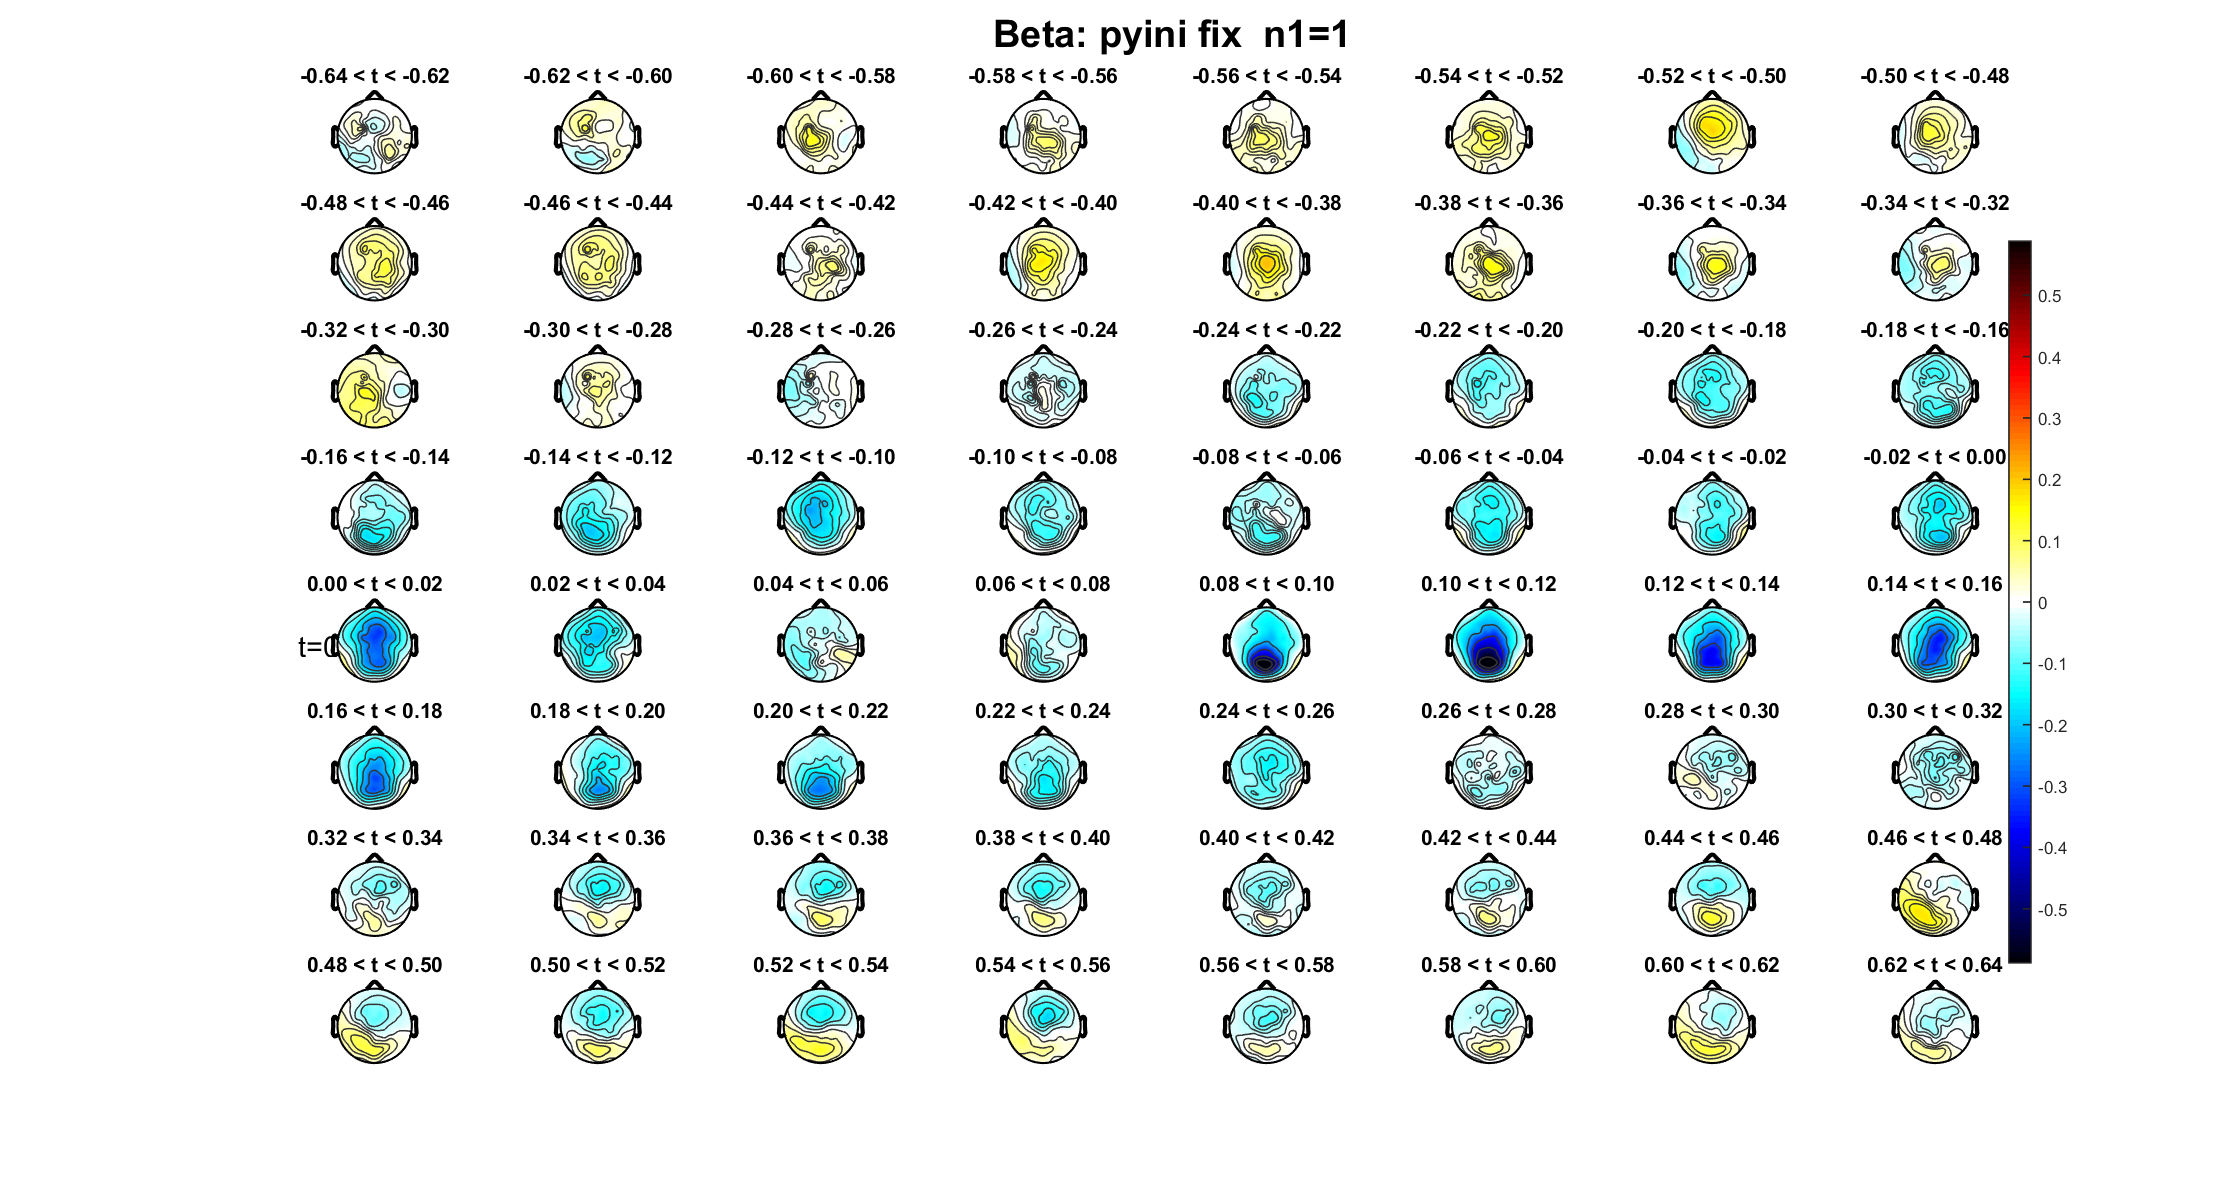 Beta: pyini fix  n1=1
-0.64 < t < -0.62 -0.62 < t < -0.60 -0.60 < t < -0.58 -0.58 < t < -0.56 -0.56 < t < -0.54 -0.54 < t < -0.52 -0.52 < t < -0.50 -0.50 < t < -0.48
-0.48 < t < -0.46 -0.46 < t < -0.44 -0.44 < t < -0.42 -0.42 < t < -0.40 -0.40 < t < -0.38 -0.38 < t < -0.36 -0.36 < t < -0.34 -0.34 < t < -0.32
0.5
-0.32 < t < -0.30 -0.30 < t < -0.28 -0.28 < t < -0.26 -0.26 < t < -0.24 -0.24 < t < -0.22 -0.22 < t < -0.20 -0.20 < t < -0.18 -0.18 < t < -0.16
0.4
0.3
-0.16 < t < -0.14 -0.14 < t < -0.12 -0.12 < t < -0.10 -0.10 < t < -0.08 -0.08 < t < -0.06 -0.06 < t < -0.04 -0.04 < t < -0.02 -0.02 < t < 0.00
0.2
0.1
0.00 < t < 0.02 0.02 < t < 0.04 0.04 < t < 0.06 0.06 < t < 0.08 0.08 < t < 0.10 0.10 < t < 0.12 0.12 < t < 0.14 0.14 < t < 0.16
0
t=0
-0.1
0.16 < t < 0.18 0.18 < t < 0.20 0.20 < t < 0.22 0.22 < t < 0.24 0.24 < t < 0.26 0.26 < t < 0.28 0.28 < t < 0.30 0.30 < t < 0.32
-0.2
-0.3
0.32 < t < 0.34 0.34 < t < 0.36 0.36 < t < 0.38 0.38 < t < 0.40 0.40 < t < 0.42 0.42 < t < 0.44 0.44 < t < 0.46 0.46 < t < 0.48
-0.4
-0.5
0.48 < t < 0.50 0.50 < t < 0.52 0.52 < t < 0.54 0.54 < t < 0.56 0.56 < t < 0.58 0.58 < t < 0.60 0.60 < t < 0.62 0.62 < t < 0.64